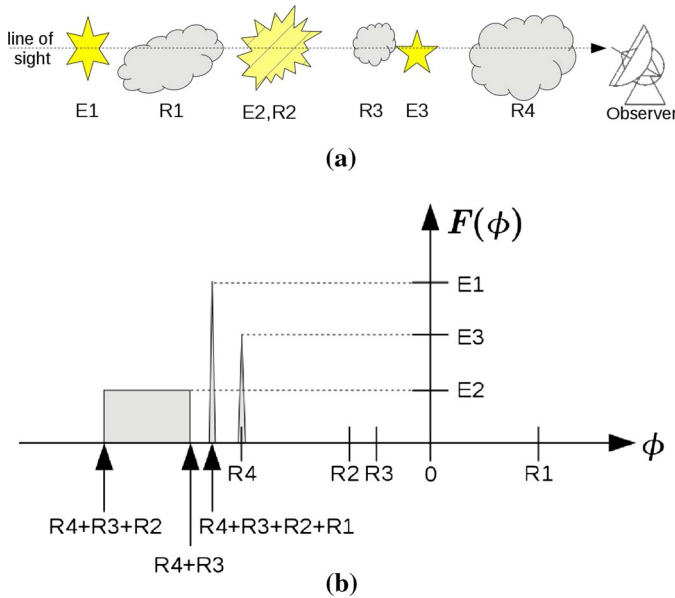 line of
sight
E1
R1
E2,R2
R3
E3
R4
Observer
(a)
F(ϕ)
E1
E3
E2
ϕ
R4
R2
R3
0
R1
R4+R3+R2
R4+R3+R2+R1
R4+R3
(b)